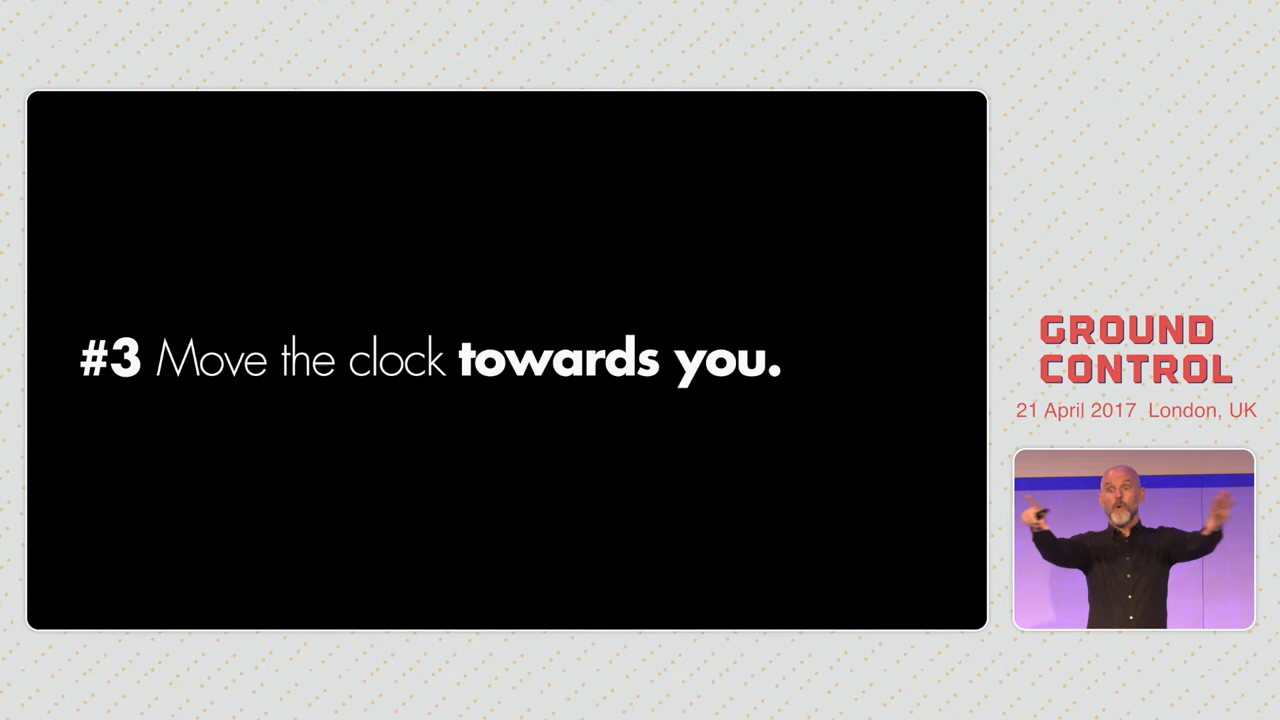 #3 Move the clock towards you.
GROUND
CONTROL
21 April 2017 London, UK